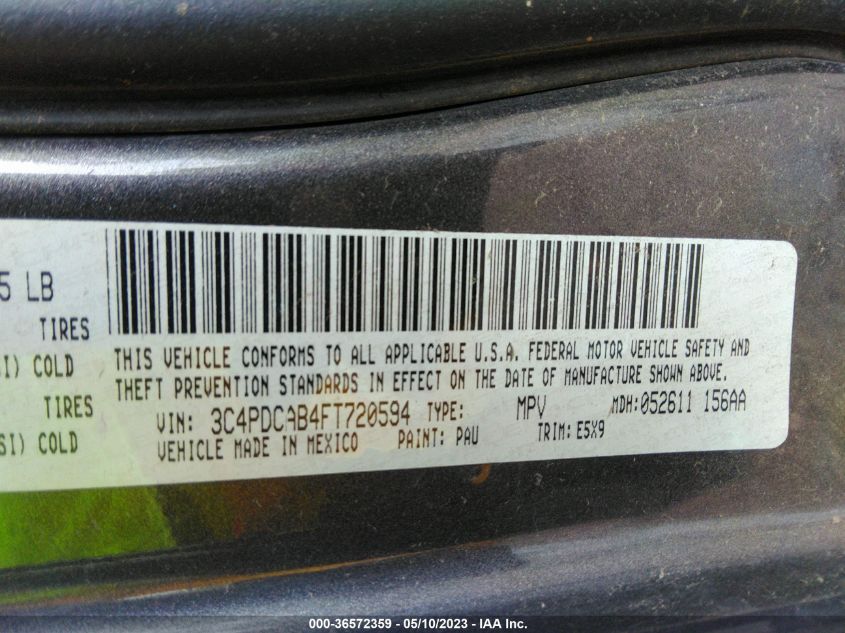 5 LB
TIRES
SI) COLD
TIRES
SI) COLD
THIS VEHICLE CONFORMS TO ALL APPLICABLE U.S.A. FEDERAL MOTOR VEHICLE SAFETY AND
THEFT PREVENTION STANDARDS IN EFFECT ON THE DATE OF MANUFACTURE SHOWN ABOVE.
VIN: 3C4PDCAB4FT720594 TYPE: MPV MDH:052611 156AA
VEHICLE MADE IN MEXICO PAINT: PAU TRIM: E5X9
000-36572359 - 05/10/2023 - IAA Inc.